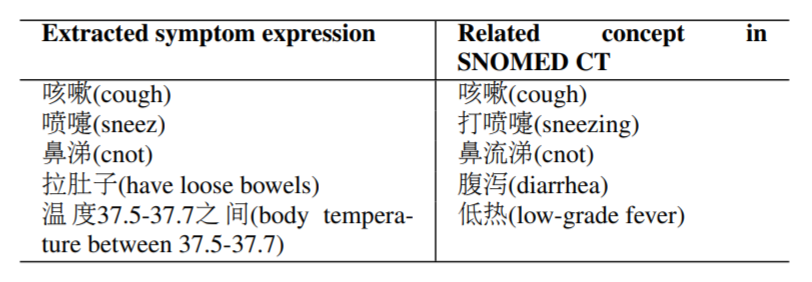 Extracted symptom expression
Related concept in
SNOMED CT
咳嗽(cough)
咳嗽(cough)
喷嚏(sneez)
打喷嚏(sneezing)
鼻涕(cnot)
鼻流涕(cnot)
拉肚子(have loose bowels)
腹泻(diarrhea)
温 度37.5-37.7之 间(body tempera-
ture between 37.5-37.7)
低热(low-grade fever)